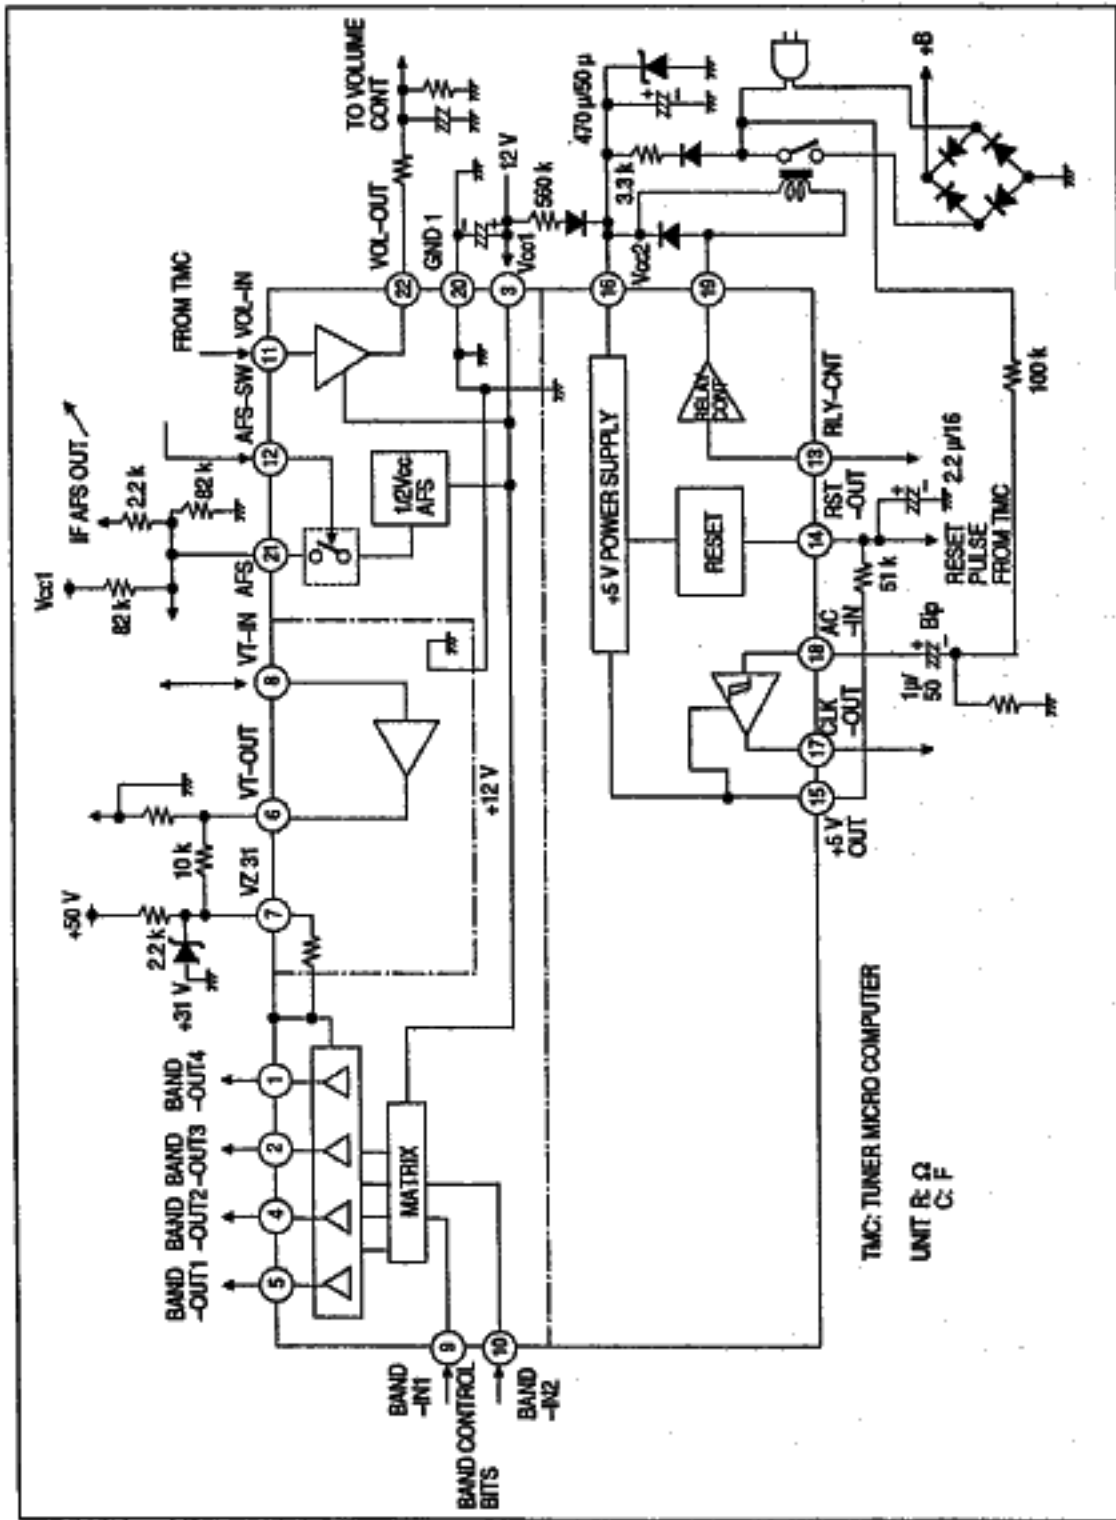 BAND
-OUT1
BAND
-OUT2
BAND
-OUT3
BAND
-OUT4
+31 V
2.2k
+50 V
10 k
VZ 31
VT-OUT
VT-IN
AFS
82 k
Vcc1
IF AFS OUT
2.2 k
82 k
AFS-SW
FROM TMC
VOL-IN
VOL-OUT
TO VOLUME
CONT
5
4
2
1
7
6
8
21
12
11
22
GND 1
20
12 V
3
Vcc1
560 k
1/2Vcc
AFS
+12 V
MATRIX
BAND
-IN1
9
BAND CONTROL
BITS
10
BAND
-IN2
+5 V POWER SUPPLY
16
Vcc2
3.3 k
470 μ/50 μ
+
-
+B
RELAY
CONT
19
RESET
15
17
18
14
13
+5 V
OUT
CLK
-OUT
AC
-IN
RST
-OUT
RLY-CNT
1μ/
50
+
-
Bip
51 k
RESET
PULSE
FROM TMC
+
-
2.2 μ/16
100 k
TMC: TUNER MICRO COMPUTER
UNIT R: Ω
C: F